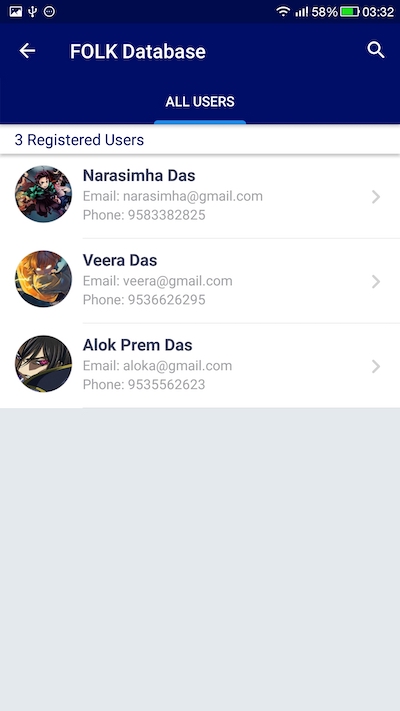 58% 03:32
FOLK Database
ALL USERS
3 Registered Users
Narasimha Das
Email: narasimha@gmail.com
Phone: 9583382825
Veera Das
Email: veera@gmail.com
Phone: 9536626295
Alok Prem Das
Email: aloka@gmail.com
Phone: 9535562623